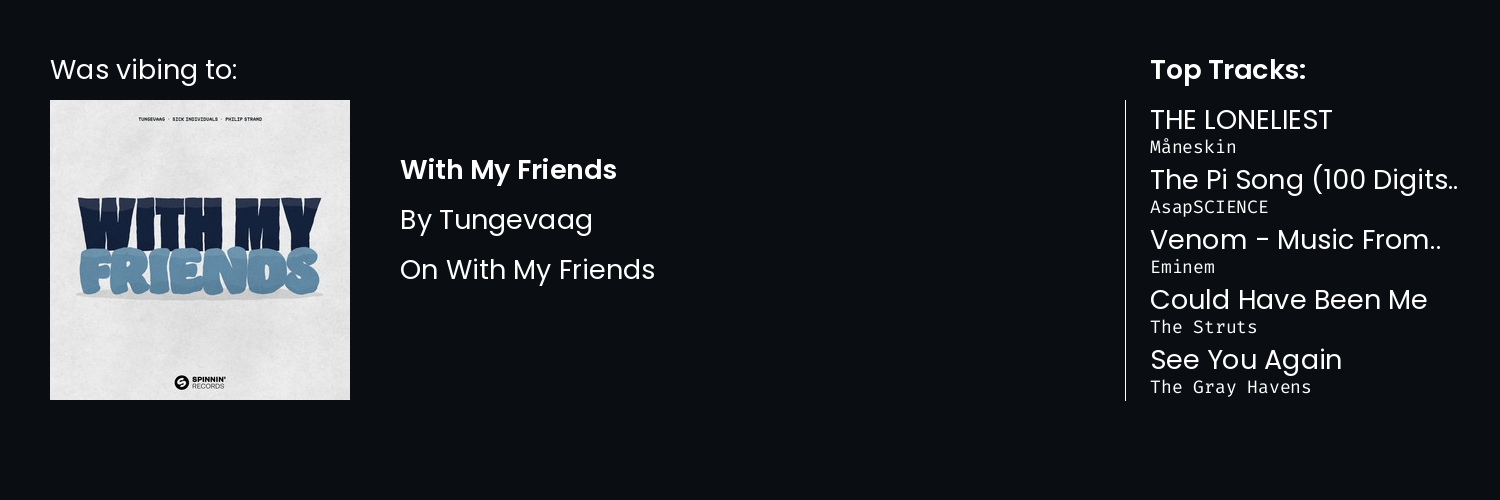 Was vibing to:
TUNGEVAAG · SICK INDIVIDUALS · PHILIP STRAND
WITH MY
FRIENDS
SPINNIN'
RECORDS
With My Friends
By Tungevaag
On With My Friends
Top Tracks:
THE LONELIEST
Måneskin
The Pi Song (100 Digits..
AsapSCIENCE
Venom - Music From..
Eminem
Could Have Been Me
The Struts
See You Again
The Gray Havens